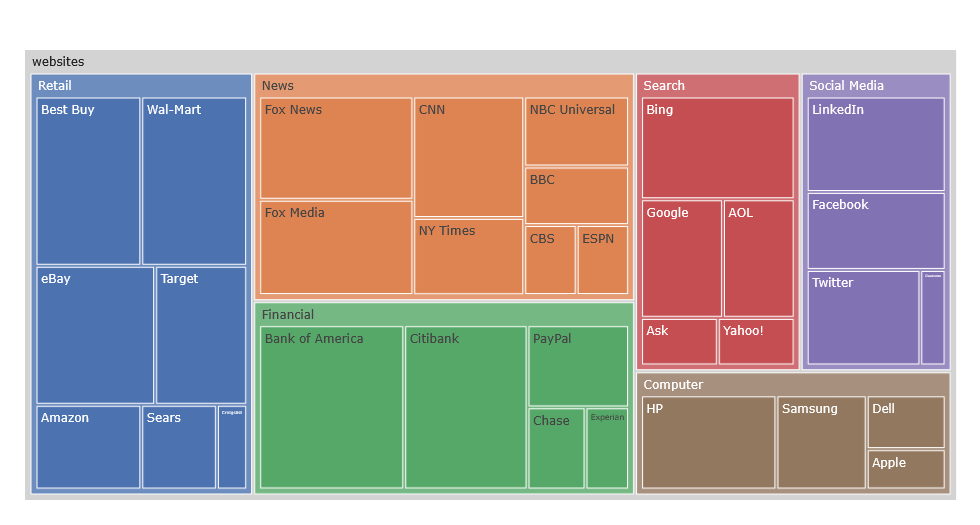 websites
Retail
Best Buy
Wal-Mart
eBay
Target
Amazon
Sears
Craigslist
News
Fox News
Fox Media
CNN
NY Times
NBC Universal
BBC
CBS
ESPN
Financial
Bank of America
Citibank
PayPal
Chase
Experian
Search
Bing
Google
AOL
Ask
Yahoo!
Social Media
LinkedIn
Facebook
Twitter
Computer
HP
Samsung
Dell
Apple